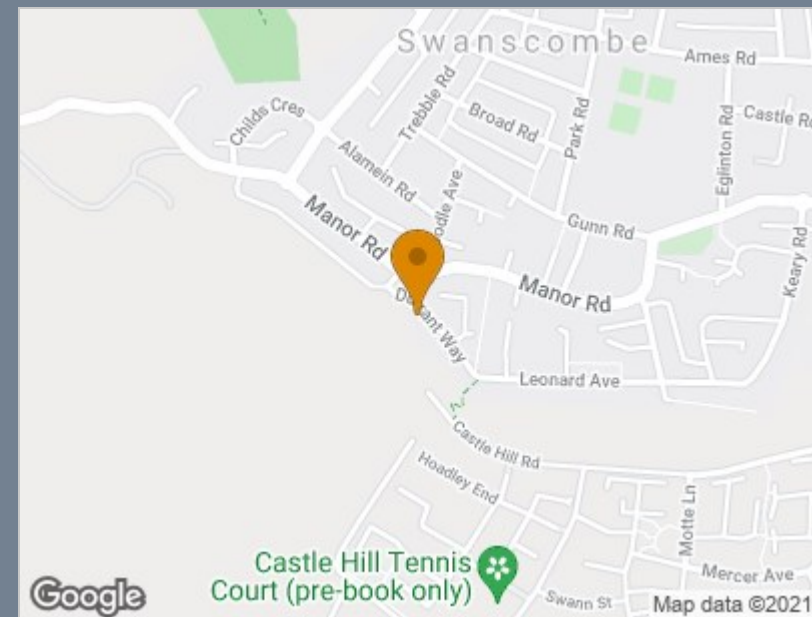 Swanscombe
Ames Rd
Trebble Rd
Park Rd
Childs Cres
Broad Rd
Eglinton Rd
Castle
Alamein Rd
Manor Rd
Gunn Rd
Keary Rd
Manor Rd
Way
Leonard Ave
Castle Hill Rd
Hoadley End
Motte Ln
Castle Hill Tennis
Court (pre-book only)
Mercer Ave
Swann St
Google
Map data ©2021